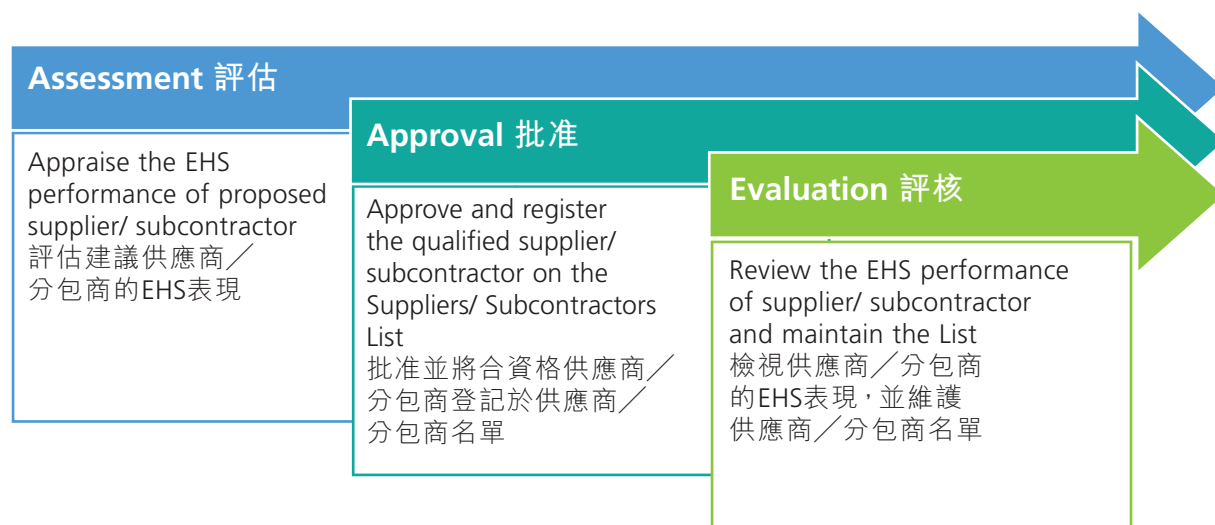 Assessment 評估
Appraise the EHS
performance of proposed
supplier/ subcontractor
評估建議供應商／
分包商的EHS表現
Approval 批准
Approve and register
the qualified supplier/
subcontractor on the
Suppliers/ Subcontractors
List
批准並將合資格供應商／
分包商登記於供應商／
分包商名單
Evaluation 評核
Review the EHS performance
of supplier/ subcontractor
and maintain the List
檢視供應商／分包商
的EHS表現，並維護
供應商／分包商名單